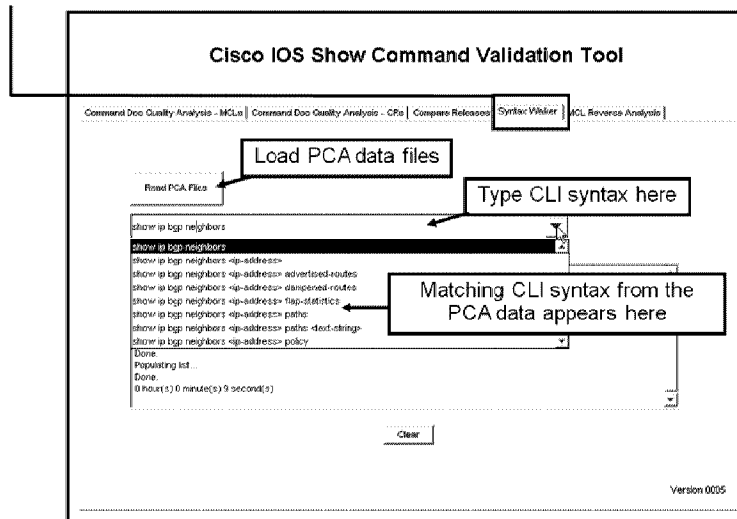 Cisco IOS Show Command Validation Tool
Command Doc Quality Analysis - MCLs | Command Doc Quality Analysis - CRs | Compare Releases | Syntax Walker | MCL Reverse Analysis |
Load PCA data files
Read PCA Files
Type CLI syntax here
show ip bgp neighbors
show ip bgp neighbors
show ip bgp neighbors <ip-address>
show ip bgp neighbors <ip-address> advertised-routes
show ip bgp neighbors <ip-address> dampened-routes
show ip bgp neighbors <ip-address> flap-statistics
show ip bgp neighbors <ip-address> paths
show ip bgp neighbors <ip-address> paths <text-string>
show ip bgp neighbors <ip-address> policy
Matching CLI syntax from the
PCA data appears here
Done.
Populating list...
Done.
0 hour(s) 0 minute(s) 9 second(s)
Clear
Version 0005